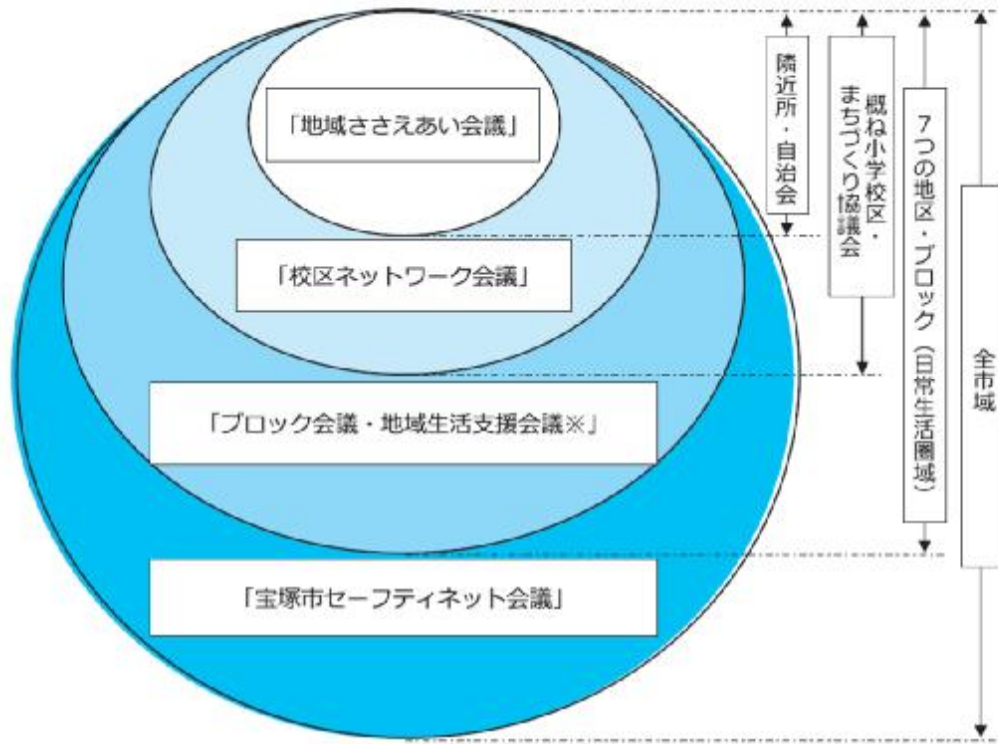 「地域ささえあい会議」
「校区ネットワーク会議」
「ブロック会議・地域生活支援会議※」
「宝塚市セーフティネット会議」
隣近所・自治会
概ね小学校区・
まちづくり協議会
7つの地区・ブロック（日常生活圏域）
全市域